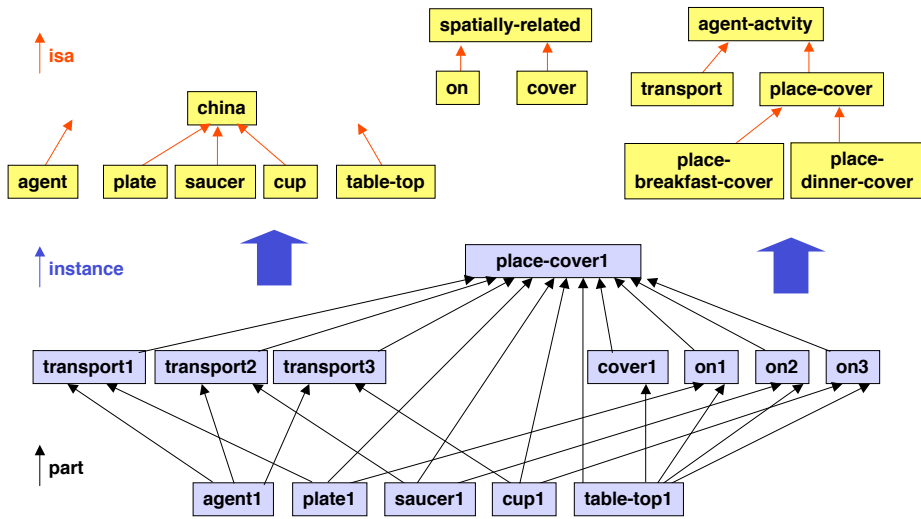 spatially-related
agent-actvity
isa
on
cover
transport
place-cover
china
agent
plate
saucer
cup
table-top
place-
breakfast-cover
place-
dinner-cover
instance
place-cover1
transport1
transport2
transport3
cover1
on1
on2
on3
part
agent1
plate1
saucer1
cup1
table-top1